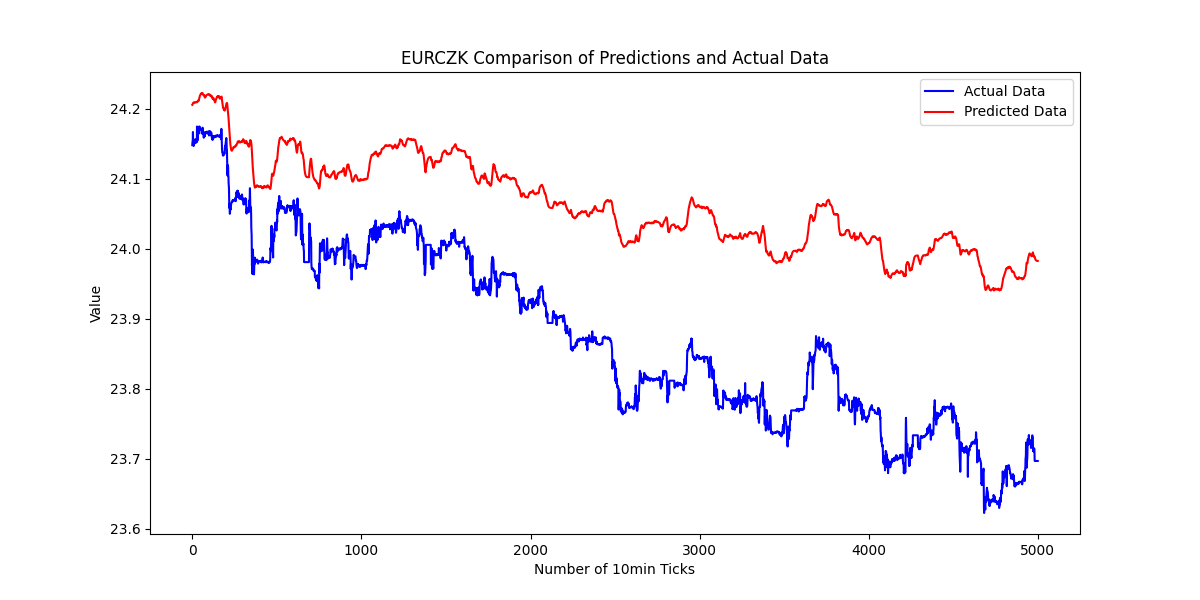 EURCZK Comparison of Predictions and Actual Data
Actual Data
Predicted Data
Value
24.2
24.1
24.0
23.9
23.8
23.7
23.6
0 1000 2000 3000 4000 5000
Number of 10min Ticks